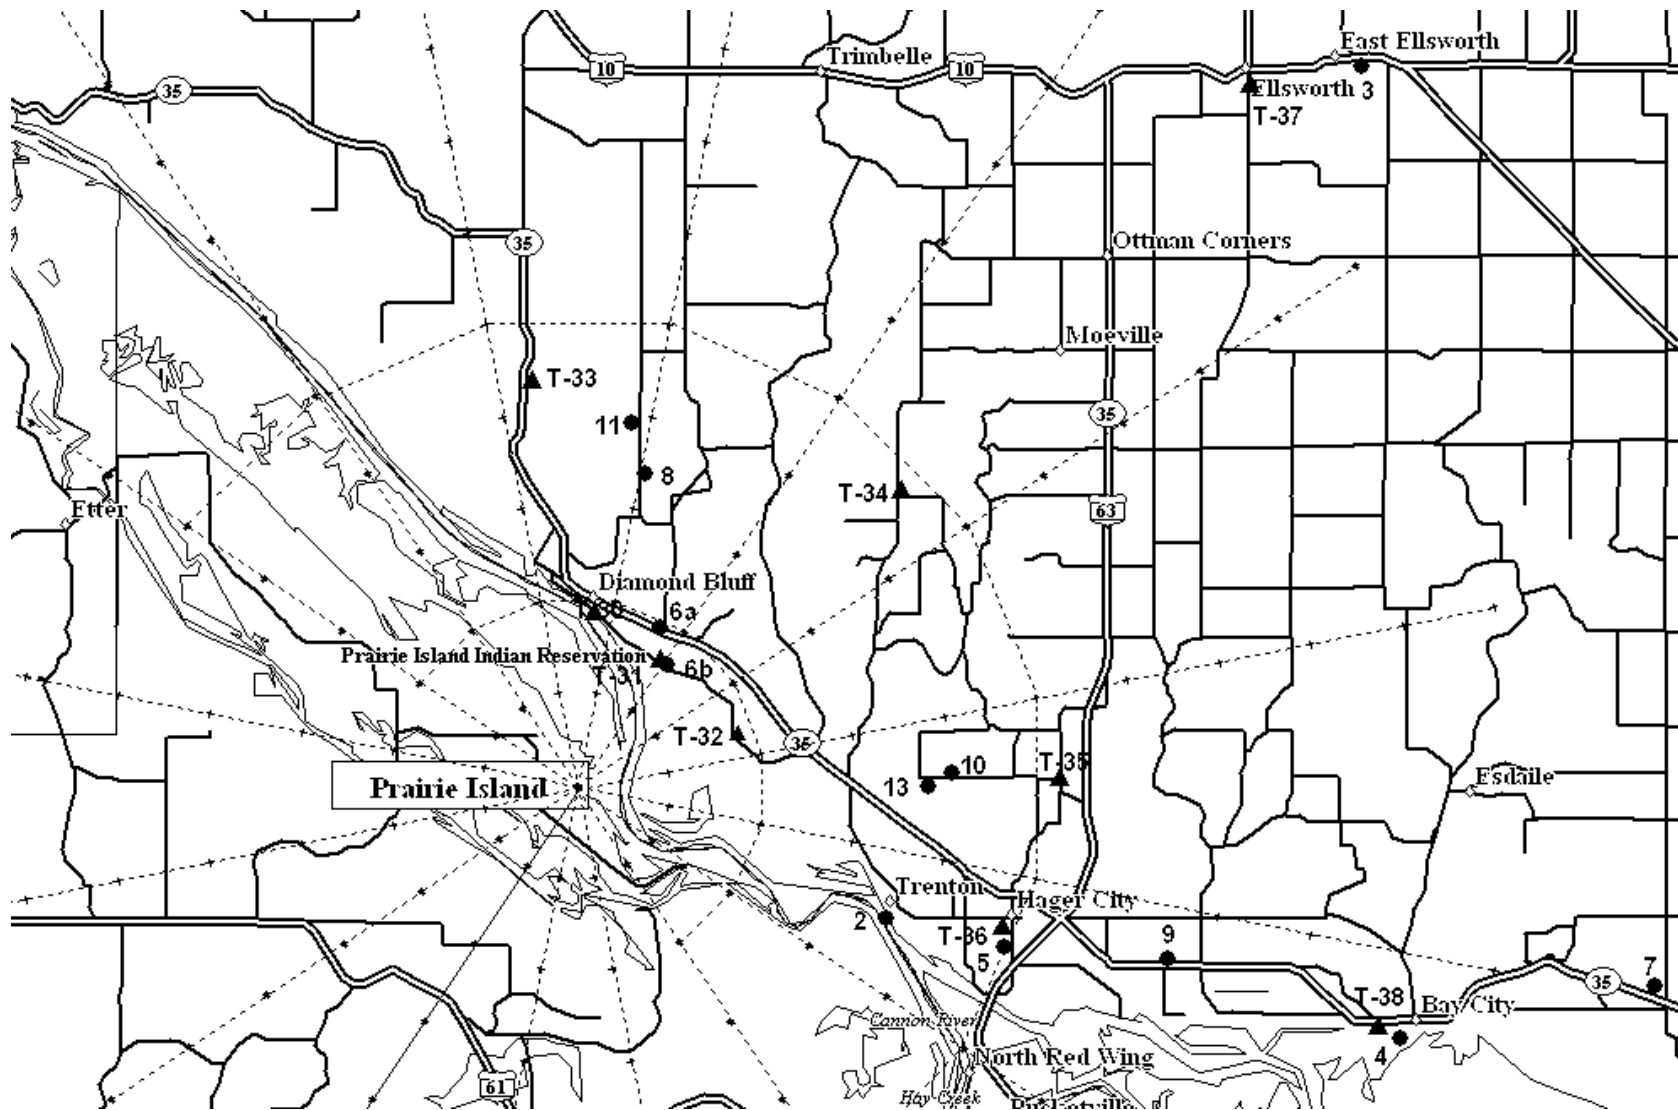 East Ellsworth
Trimbelle
10
10
35
Ellsworth 3
T-37
35
Ottman Corners
Moeville
T-33
35
11
8
T-34
63
Etter
Diamond Bluff
6a
Prairie Island Indian Reservation
T-31
6b
T-32
35
T-35
10
13
Esdaile
Prairie Island
Trenton
Hager City
2
T-36
5
9
7
35
T-38
Bay City
4
Cannon River
North Red Wing
61
Hay Creek